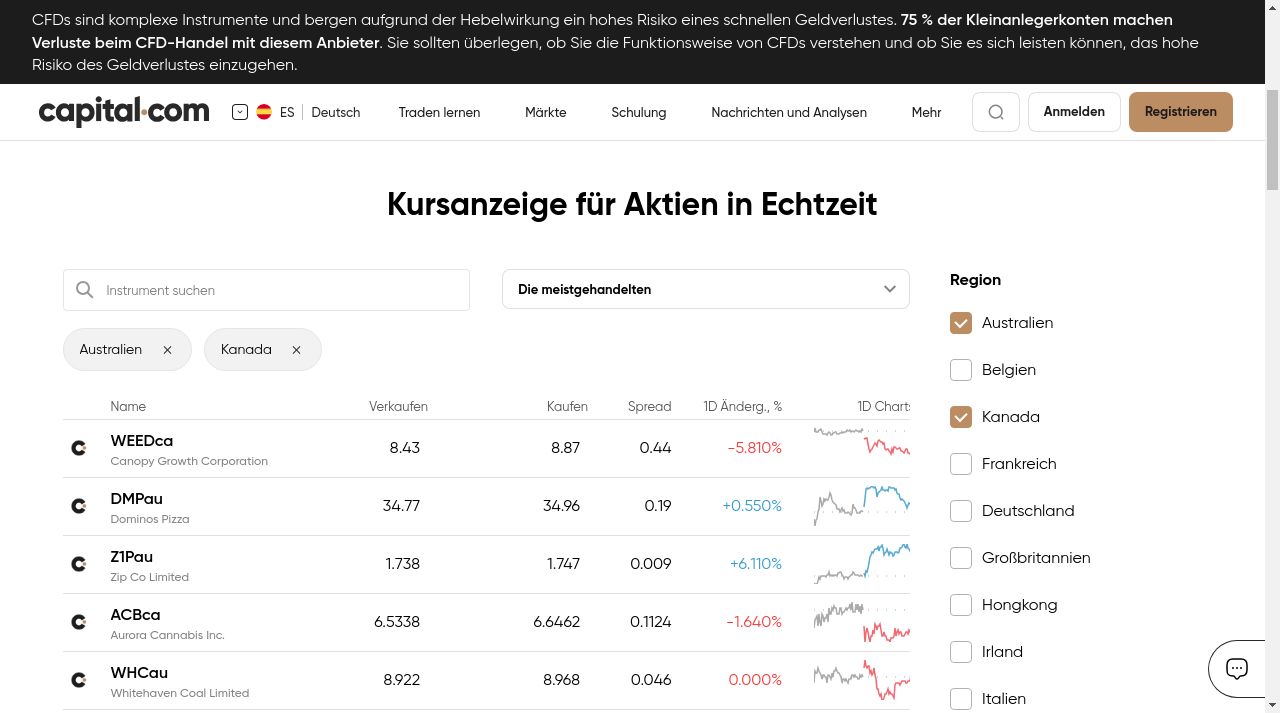 CFDs sind komplexe Instrumente und bergen aufgrund der Hebelwirkung ein hohes Risiko eines schnellen Geldverlustes. 75 % der Kleinanlegerkonten machen
Verluste beim CFD-Handel mit diesem Anbieter. Sie sollten überlegen, ob Sie die Funktionsweise von CFDs verstehen und ob Sie es sich leisten können, das hohe
Risiko des Geldverlustes einzugehen.
capital.com ES Deutsch Traden lernen Märkte Schulung Nachrichten und Analysen Mehr Anmelden Registrieren
Kursanzeige für Aktien in Echtzeit
Instrument suchen
Die meistgehandelten
Australien
Kanada
Name Verkaufen Kaufen Spread 1D Änderg., % 1D Charts
WEEDca 8.43 8.87 0.44 -5.810%
Canopy Growth Corporation
DMPau 34.77 34.96 0.19 +0.550%
Dominos Pizza
Z1Pau 1.738 1.747 0.009 +6.110%
Zip Co Limited
ACBca 6.5338 6.6462 0.1124 -1.640%
Aurora Cannabis Inc.
WHCau 8.922 8.968 0.046 0.000%
Whitehaven Coal Limited
Region
Australien
Belgien
Kanada
Frankreich
Deutschland
Großbritannien
Hongkong
Irland
Italien